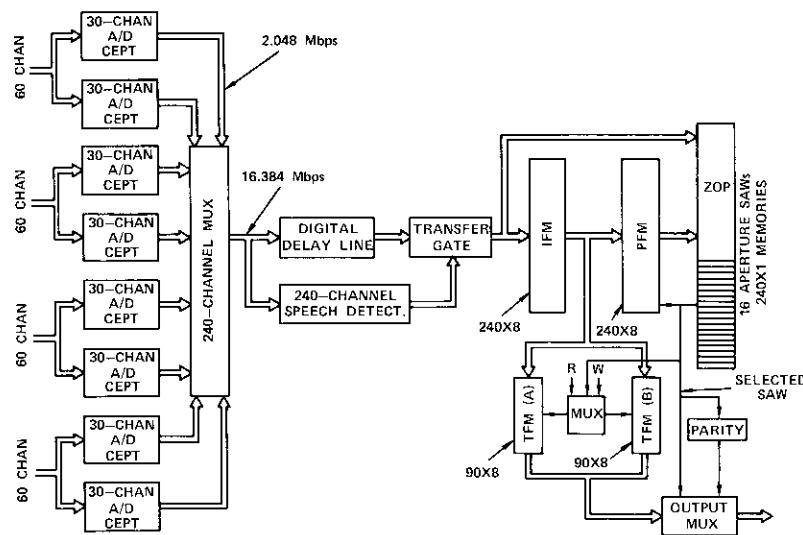 60 CHAN
30-CHAN
A/D
CEPT
30-CHAN
A/D
CEPT
2.048 Mbps
60 CHAN
30-CHAN
A/D
CEPT
30-CHAN
A/D
CEPT
60 CHAN
30-CHAN
A/D
CEPT
30-CHAN
A/D
CEPT
60 CHAN
30-CHAN
A/D
CEPT
30-CHAN
A/D
CEPT
240-CHANNEL MUX
16.384 Mbps
DIGITAL
DELAY LINE
240-CHANNEL
SPEECH DETECT.
TRANSFER
GATE
IFM
240X8
PFM
240X8
ZOP
16 APERTURE SAWs
240X1 MEMORIES
TFM (A)
90X8
R
W
MUX
TFM (B)
90X8
SELECTED
SAW
PARITY
OUTPUT
MUX